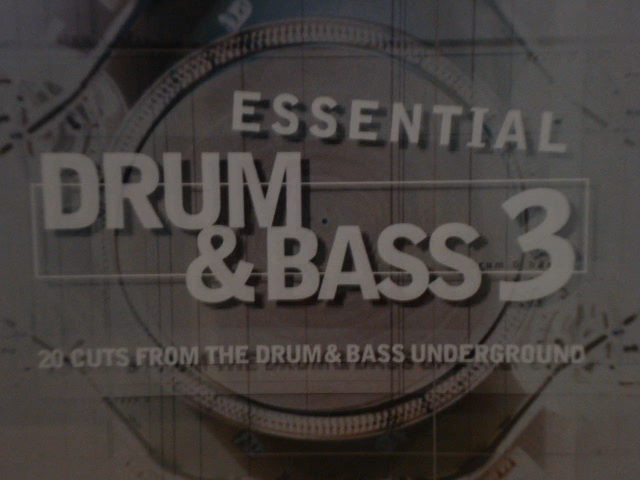 ESSENTIAL
DRUM
& BASS 3
20 CUTS FROM THE DRUM & BASS UNDERGROUND